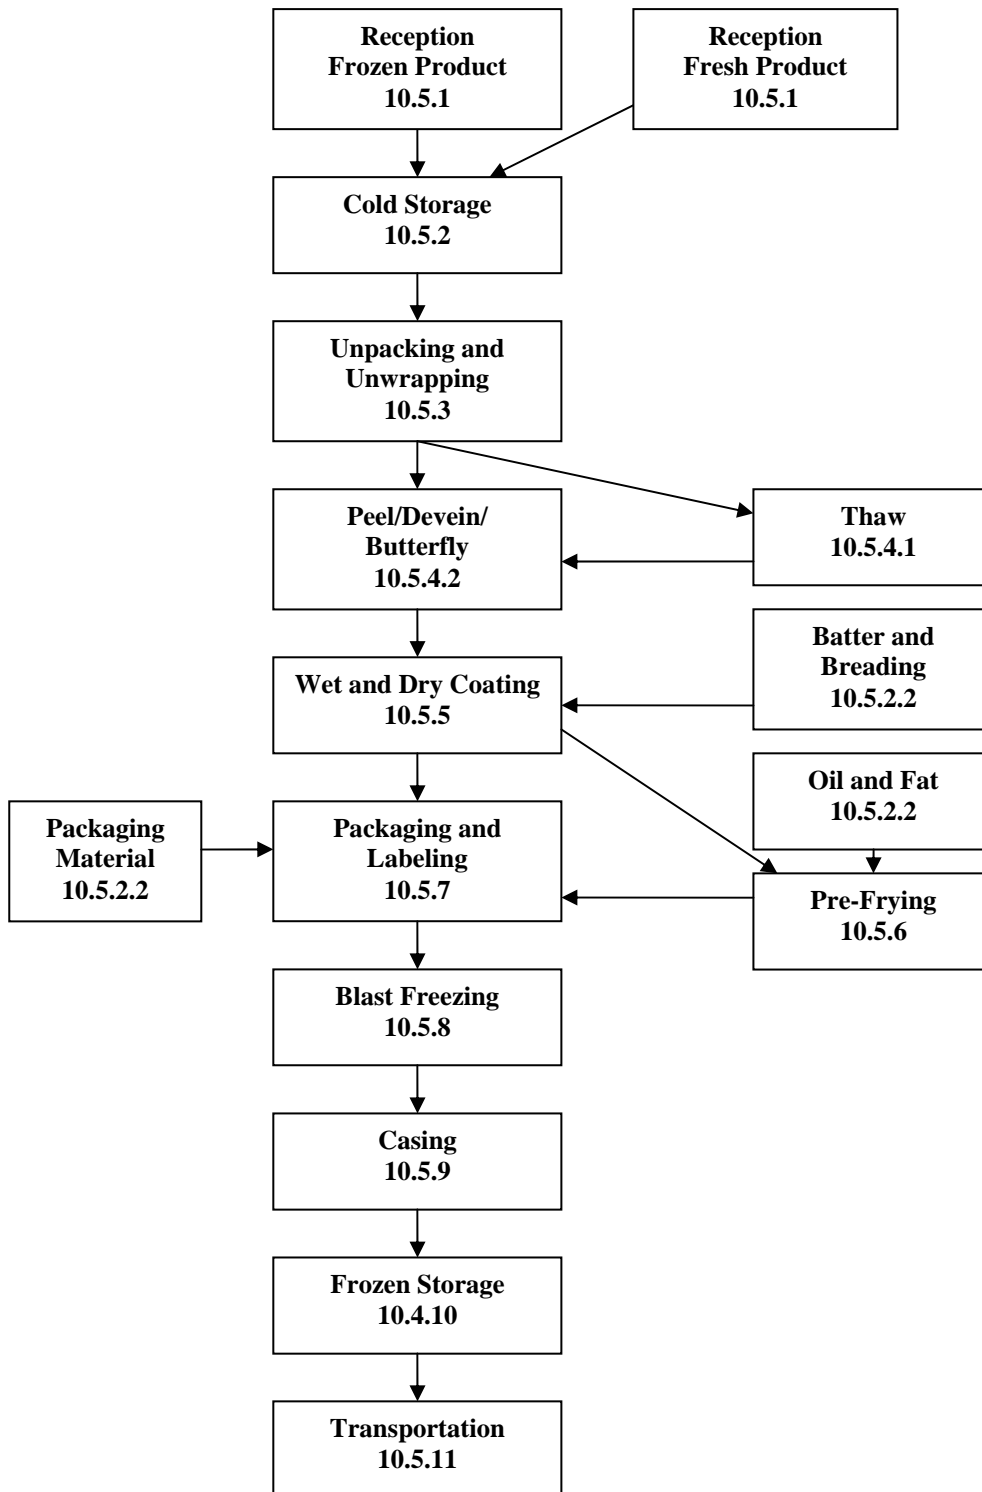 Reception
Frozen Product
10.5.1
Reception
Fresh Product
10.5.1
Cold Storage
10.5.2
Unpacking and
Unwrapping
10.5.3
Peel/Devein/
Butterfly
10.5.4.2
Thaw
10.5.4.1
Batter and
Breading
10.5.2.2
Wet and Dry Coating
10.5.5
Oil and Fat
10.5.2.2
Packaging
Material
10.5.2.2
Packaging and
Labeling
10.5.7
Pre-Frying
10.5.6
Blast Freezing
10.5.8
Casing
10.5.9
Frozen Storage
10.4.10
Transportation
10.5.11